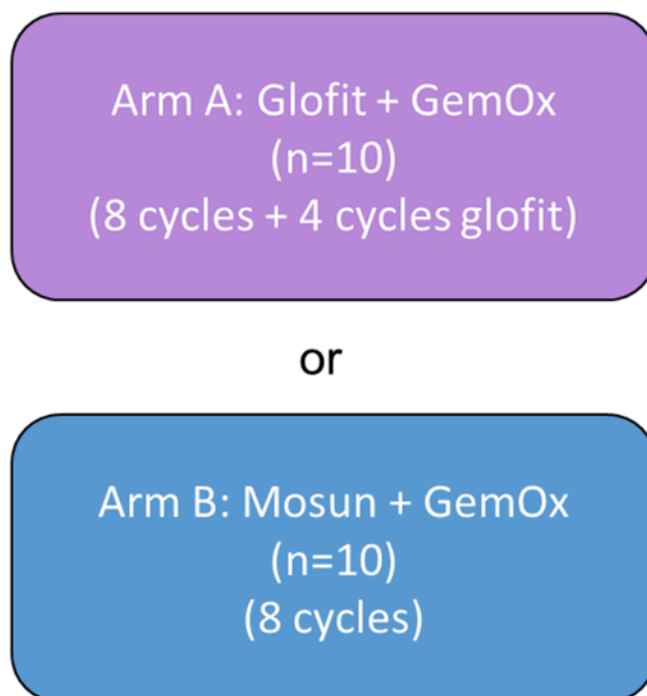 Arm A: Glofit + GemOx
(n=10)
(8 cycles + 4 cycles glofit)
or
Arm B: Mosun + GemOx
(n=10)
(8 cycles)